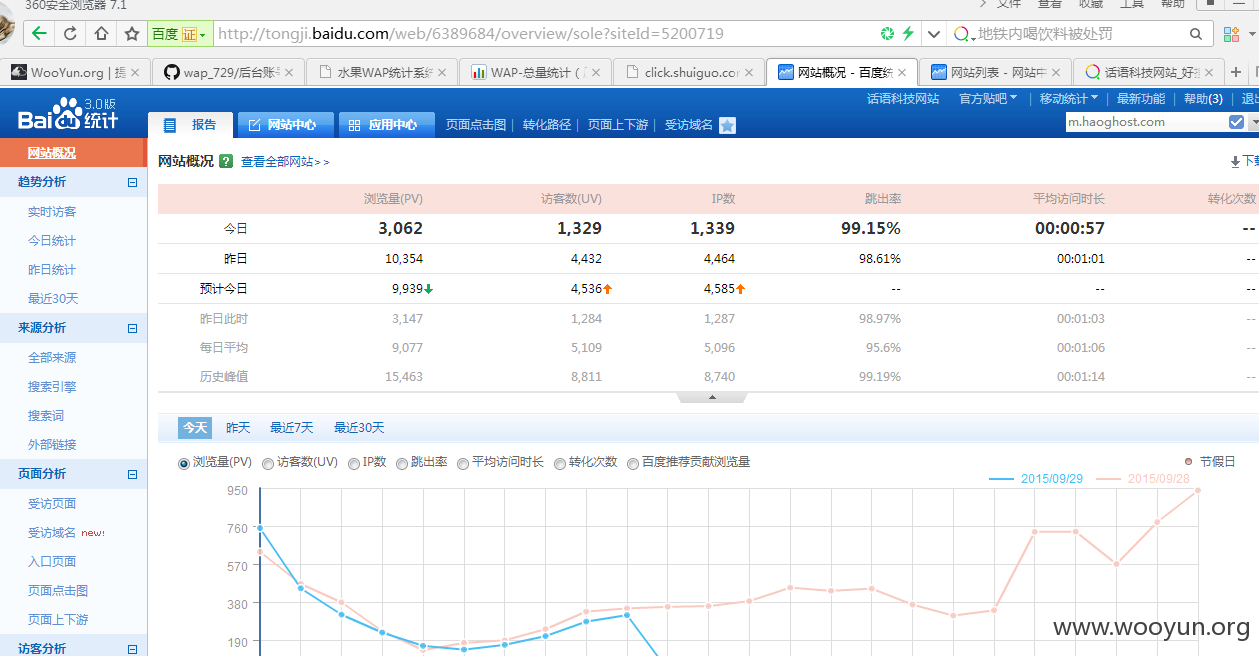 360安全浏览器 7.1
文件 查看 收藏 工具 帮助
百度 证 http://tongji.baidu.com/web/6389684/overview/sole?siteId=5200719 地铁内喝饮料被处罚
WooYun.org | 提 wap_729/后台账号 水果WAP统计系统 WAP-总量统计 ( click.shuiguo.cor 网站概况 - 百度统 网站列表 - 网站中 话语科技网站_好
话语科技网站 官方贴吧 | 移动统计 | 最新功能 | 帮助(3) | 退出
Bai du 统计 3.0版 报告 网站中心 应用中心 页面点击图 | 转化路径 | 页面上下游 | 受访域名 m.haoghost.com
网站概况
趋势分析
实时访客
今日统计
昨日统计
最近30天
来源分析
全部来源
搜索引擎
搜索词
外部链接
页面分析
受访页面
受访域名 new!
入口页面
页面点击图
页面上下游
访客分析
网站概况 ? 查看全部网站>> 下载
浏览量(PV) 访客数(UV) IP数 跳出率 平均访问时长 转化次数
今日 3,062 1,329 1,339 99.15% 00:00:57 --
昨日 10,354 4,432 4,464 98.61% 00:01:01 --
预计今日 9,939 4,536 4,585 -- -- --
昨日此时 3,147 1,284 1,287 98.97% 00:01:03 --
每日平均 9,077 5,109 5,096 95.6% 00:01:06 --
历史峰值 15,463 8,811 8,740 99.19% 00:01:14 --
今天 昨天 最近7天 最近30天
浏览量(PV) 访客数(UV) IP数 跳出率 平均访问时长 转化次数 百度推荐贡献浏览量 节假日
2015/09/29 2015/09/28
950
760
570
380
190
www.wooyun.org